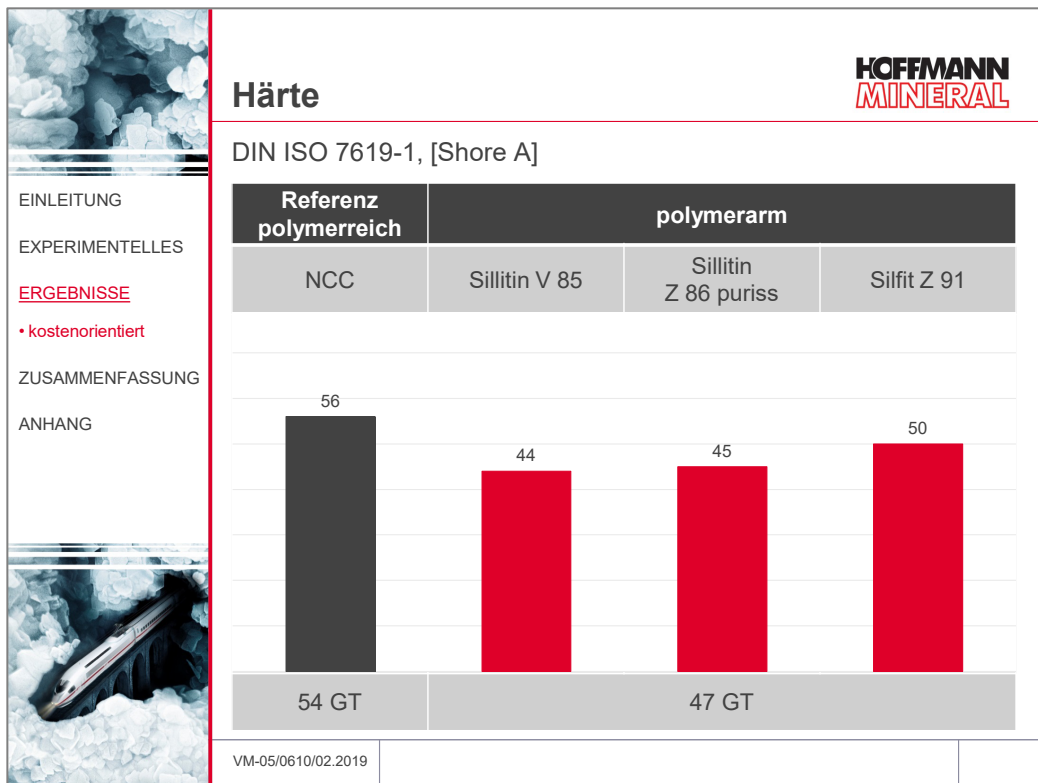 Härte
HOFFMANN
MINERAL
DIN ISO 7619-1, [Shore A]
EINLEITUNG
EXPERIMENTELLES
ERGEBNISSE
• kostenorientiert
ZUSAMMENFASSUNG
ANHANG
Referenz
polymerreich
polymerarm
NCC
Sillitin V 85
Sillitin
Z 86 puriss
Silfit Z 91
56
44
45
50
54 GT
47 GT
VM-05/0610/02.2019